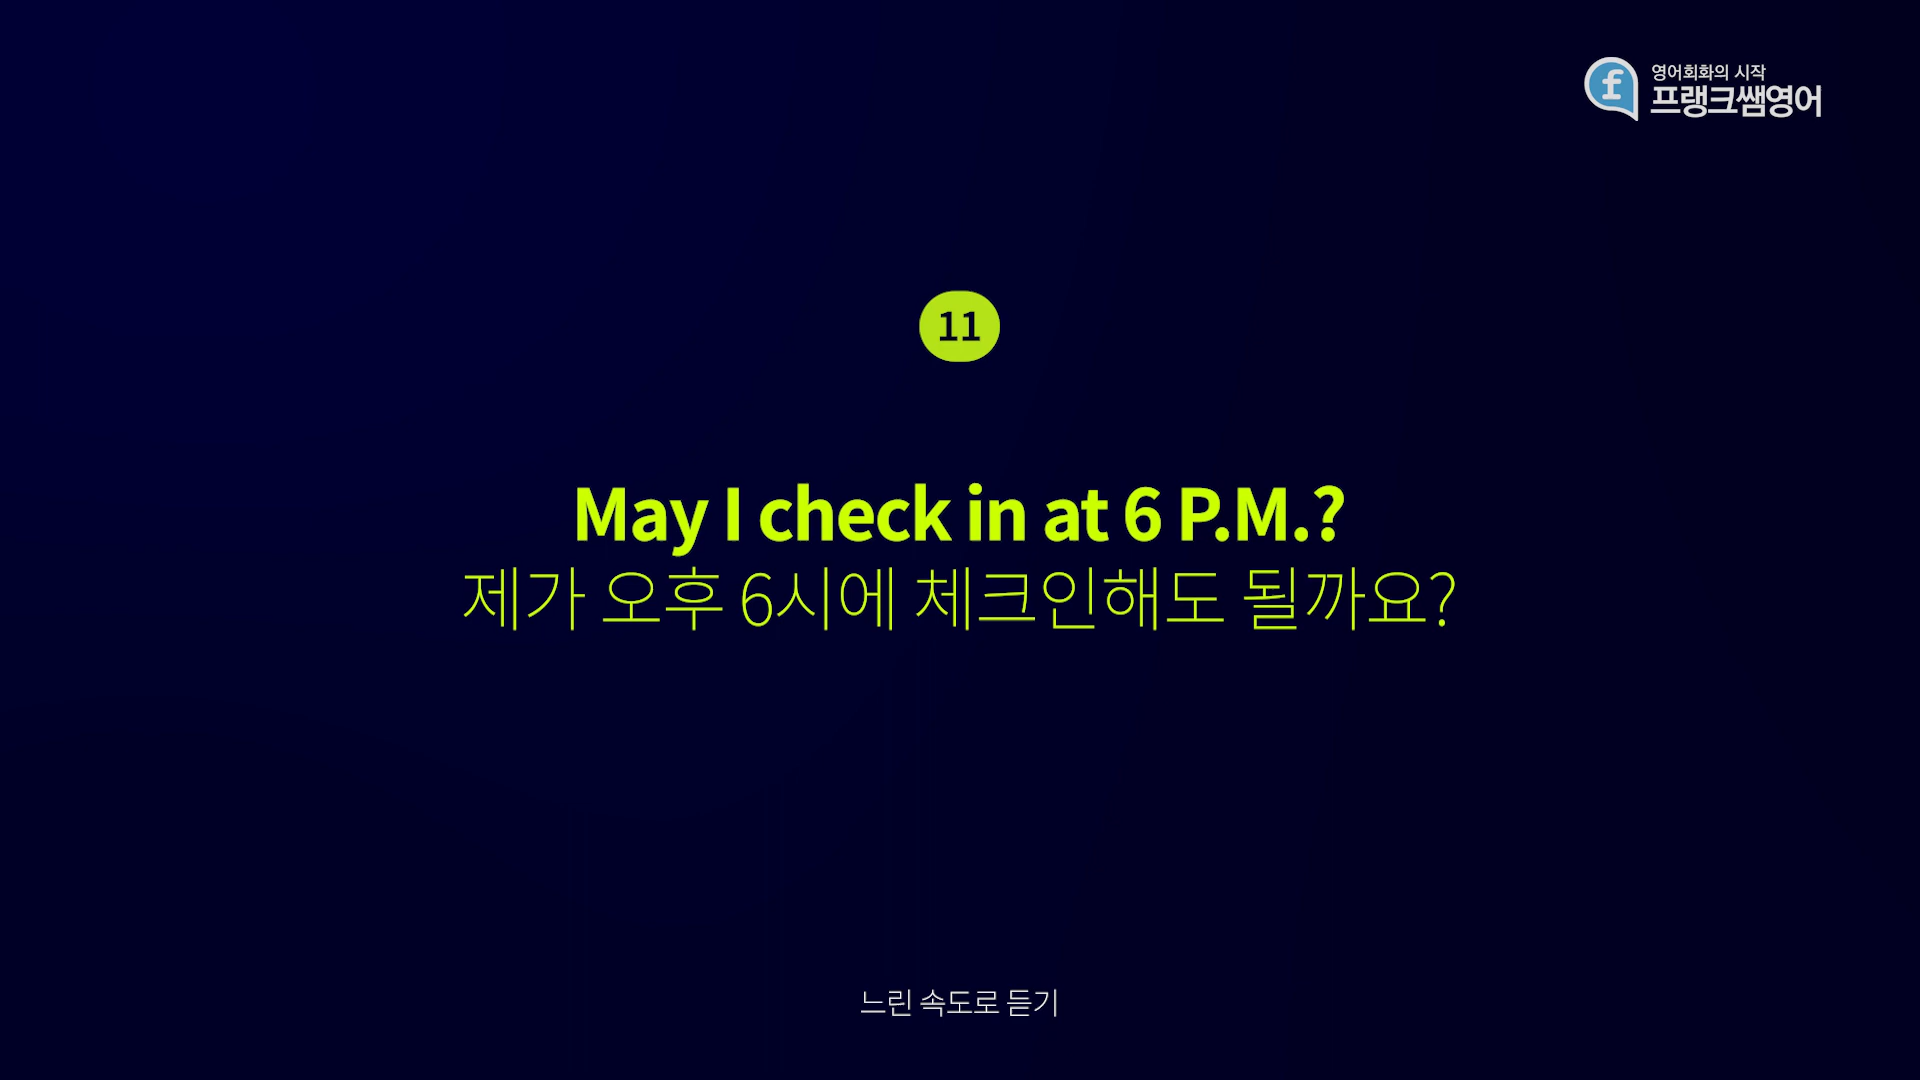 영어회화의 시작
프랭크쌤영어
11
May I check in at 6 P.M.?
제가 오후 6시에 체크인해도 될까요?
느린 속도로 듣기